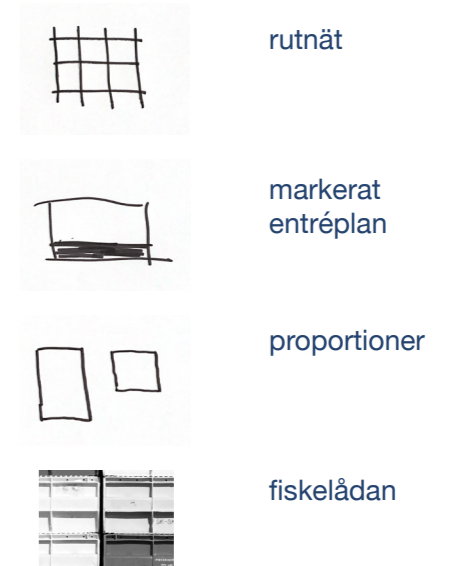 rutnät
markerat
entréplan
proportioner
fiskelådan